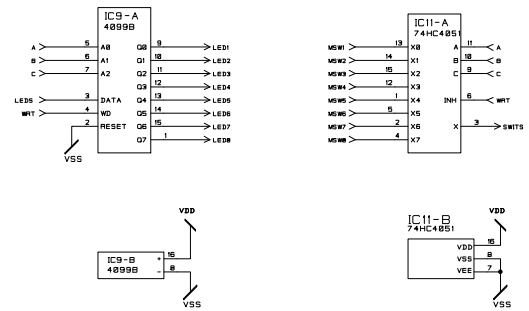 IC9-A
4099B
A 5 A0 Q0 9 LED1
B 6 A1 Q1 10 LED2
C 7 A2 Q2 11 LED3
Q3 12 LED4
LEDS 3 DATA Q4 13 LED5
WRT 4 WD Q5 14 LED6
2 RESET Q6 15 LED7
Q7 1 LED8
VSS
IC11-A
74HC4051
MSW1 13 X0 A 11 A
MSW2 14 X1 B 10 B
MSW3 15 X2 C 9 C
MSW4 12 X3
MSW5 1 X4 INH 6 WRT
MSW6 5 X5
MSW7 2 X6 X 3 SWITS
MSW8 4 X7
VDD
IC9-B
4099B
+ 16
- 8
VSS
VDD
IC11-B
74HC4051
VDD 16
VSS 8
VEE 7
VSS